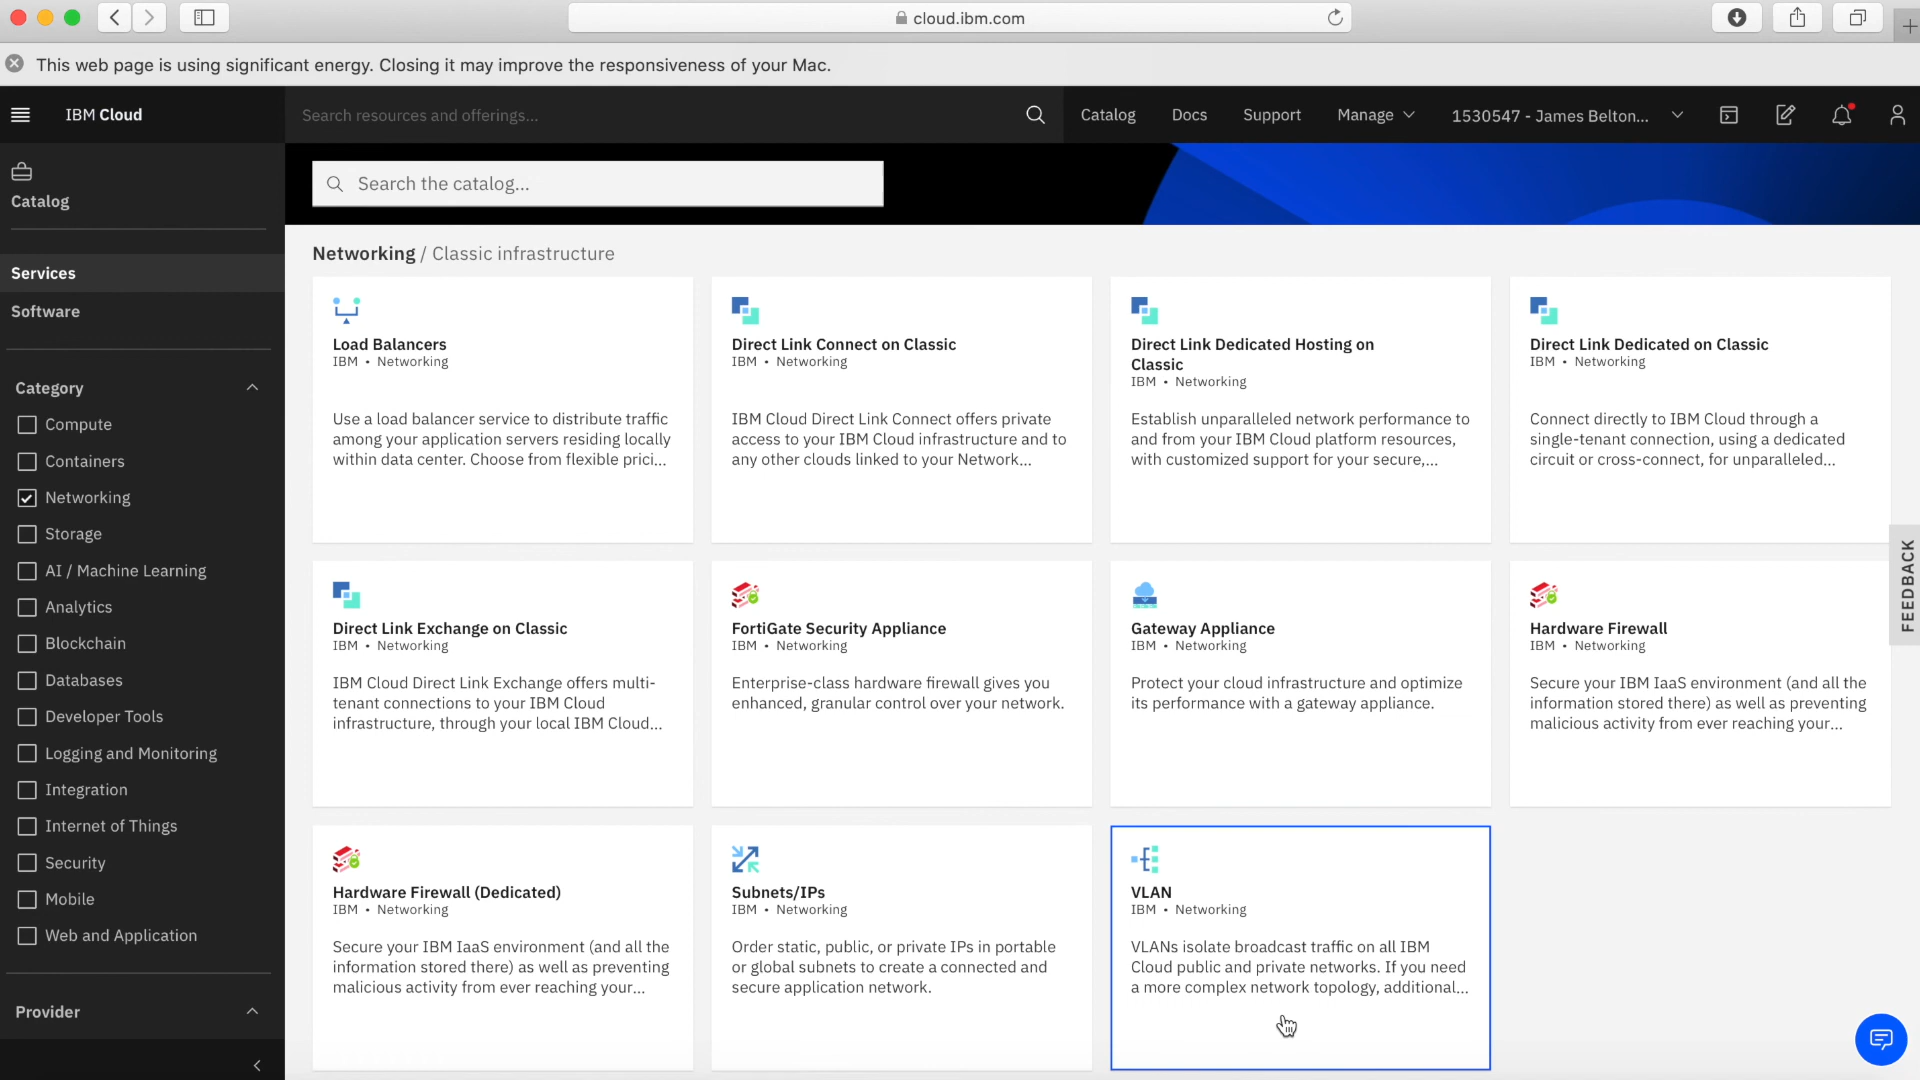 cloud.ibm.com
This web page is using significant energy. Closing it may improve the responsiveness of your Mac.
IBM Cloud
Search resources and offerings...
Catalog
Docs
Support
Manage
1530547 - James Belton...
Catalog
Services
Software
Category
Compute
Containers
Networking
Storage
AI / Machine Learning
Analytics
Blockchain
Databases
Developer Tools
Logging and Monitoring
Integration
Internet of Things
Security
Mobile
Web and Application
Provider
Search the catalog...
Networking / Classic infrastructure
Load Balancers
IBM • Networking
Use a load balancer service to distribute traffic
among your application servers residing locally
within data center. Choose from flexible prici...
Direct Link Connect on Classic
IBM • Networking
IBM Cloud Direct Link Connect offers private
access to your IBM Cloud infrastructure and to
any other clouds linked to your Network...
Direct Link Dedicated Hosting on
Classic
IBM • Networking
Establish unparalleled network performance to
and from your IBM Cloud platform resources,
with customized support for your secure,...
Direct Link Dedicated on Classic
IBM • Networking
Connect directly to IBM Cloud through a
single-tenant connection, using a dedicated
circuit or cross-connect, for unparalleled...
Direct Link Exchange on Classic
IBM • Networking
IBM Cloud Direct Link Exchange offers multi-
tenant connections to your IBM Cloud
infrastructure, through your local IBM Cloud...
FortiGate Security Appliance
IBM • Networking
Enterprise-class hardware firewall gives you
enhanced, granular control over your network.
Gateway Appliance
IBM • Networking
Protect your cloud infrastructure and optimize
its performance with a gateway appliance.
Hardware Firewall
IBM • Networking
Secure your IBM IaaS environment (and all the
information stored there) as well as preventing
malicious activity from ever reaching your...
Hardware Firewall (Dedicated)
IBM • Networking
Secure your IBM IaaS environment (and all the
information stored there) as well as preventing
malicious activity from ever reaching your...
Subnets/IPs
IBM • Networking
Order static, public, or private IPs in portable
or global subnets to create a connected and
secure application network.
VLAN
IBM • Networking
VLANs isolate broadcast traffic on all IBM
Cloud public and private networks. If you need
a more complex network topology, additional...
FEEDBACK